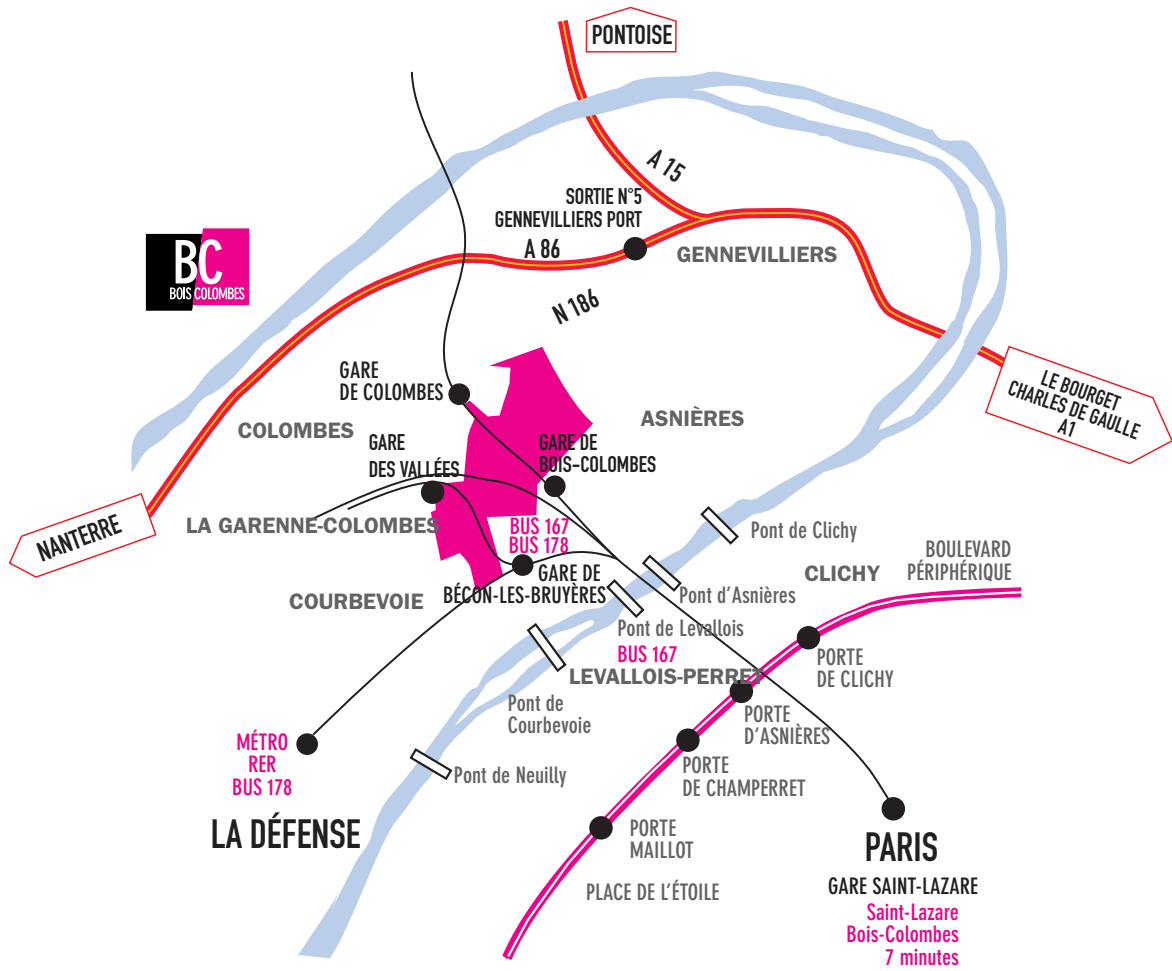 PONTOISE
A 15
SORTIE N°5
GENNEVILLIERS PORT
A 86
GENNEVILLIERS
BC
BOIS COLOMBES
N 186
GARE
DE COLOMBES
LE BOURGET
CHARLES DE GAULLE
A1
COLOMBES
ASNIÈRES
GARE
DES VALLÉES
GARE DE
BOIS-COLOMBES
NANTERRE
LA GARENNE-COLOMBES
BUS 167
BUS 178
Pont de Clichy
BOULEVARD
PÉRIPHÉRIQUE
CLICHY
GARE DE
BÉCON-LES-BRUYÈRES
COURBEVOIE
Pont d'Asnières
Pont de Levallois
BUS 167
LEVALLOIS-PERRET
PORTE
DE CLICHY
Pont de
Courbevoie
PORTE
D'ASNIÈRES
MÉTRO
RER
BUS 178
Pont de Neuilly
PORTE
DE CHAMPERRET
LA DÉFENSE
PORTE
MAILLOT
PLACE DE L'ÉTOILE
PARIS
GARE SAINT-LAZARE
Saint-Lazare
Bois-Colombes
7 minutes